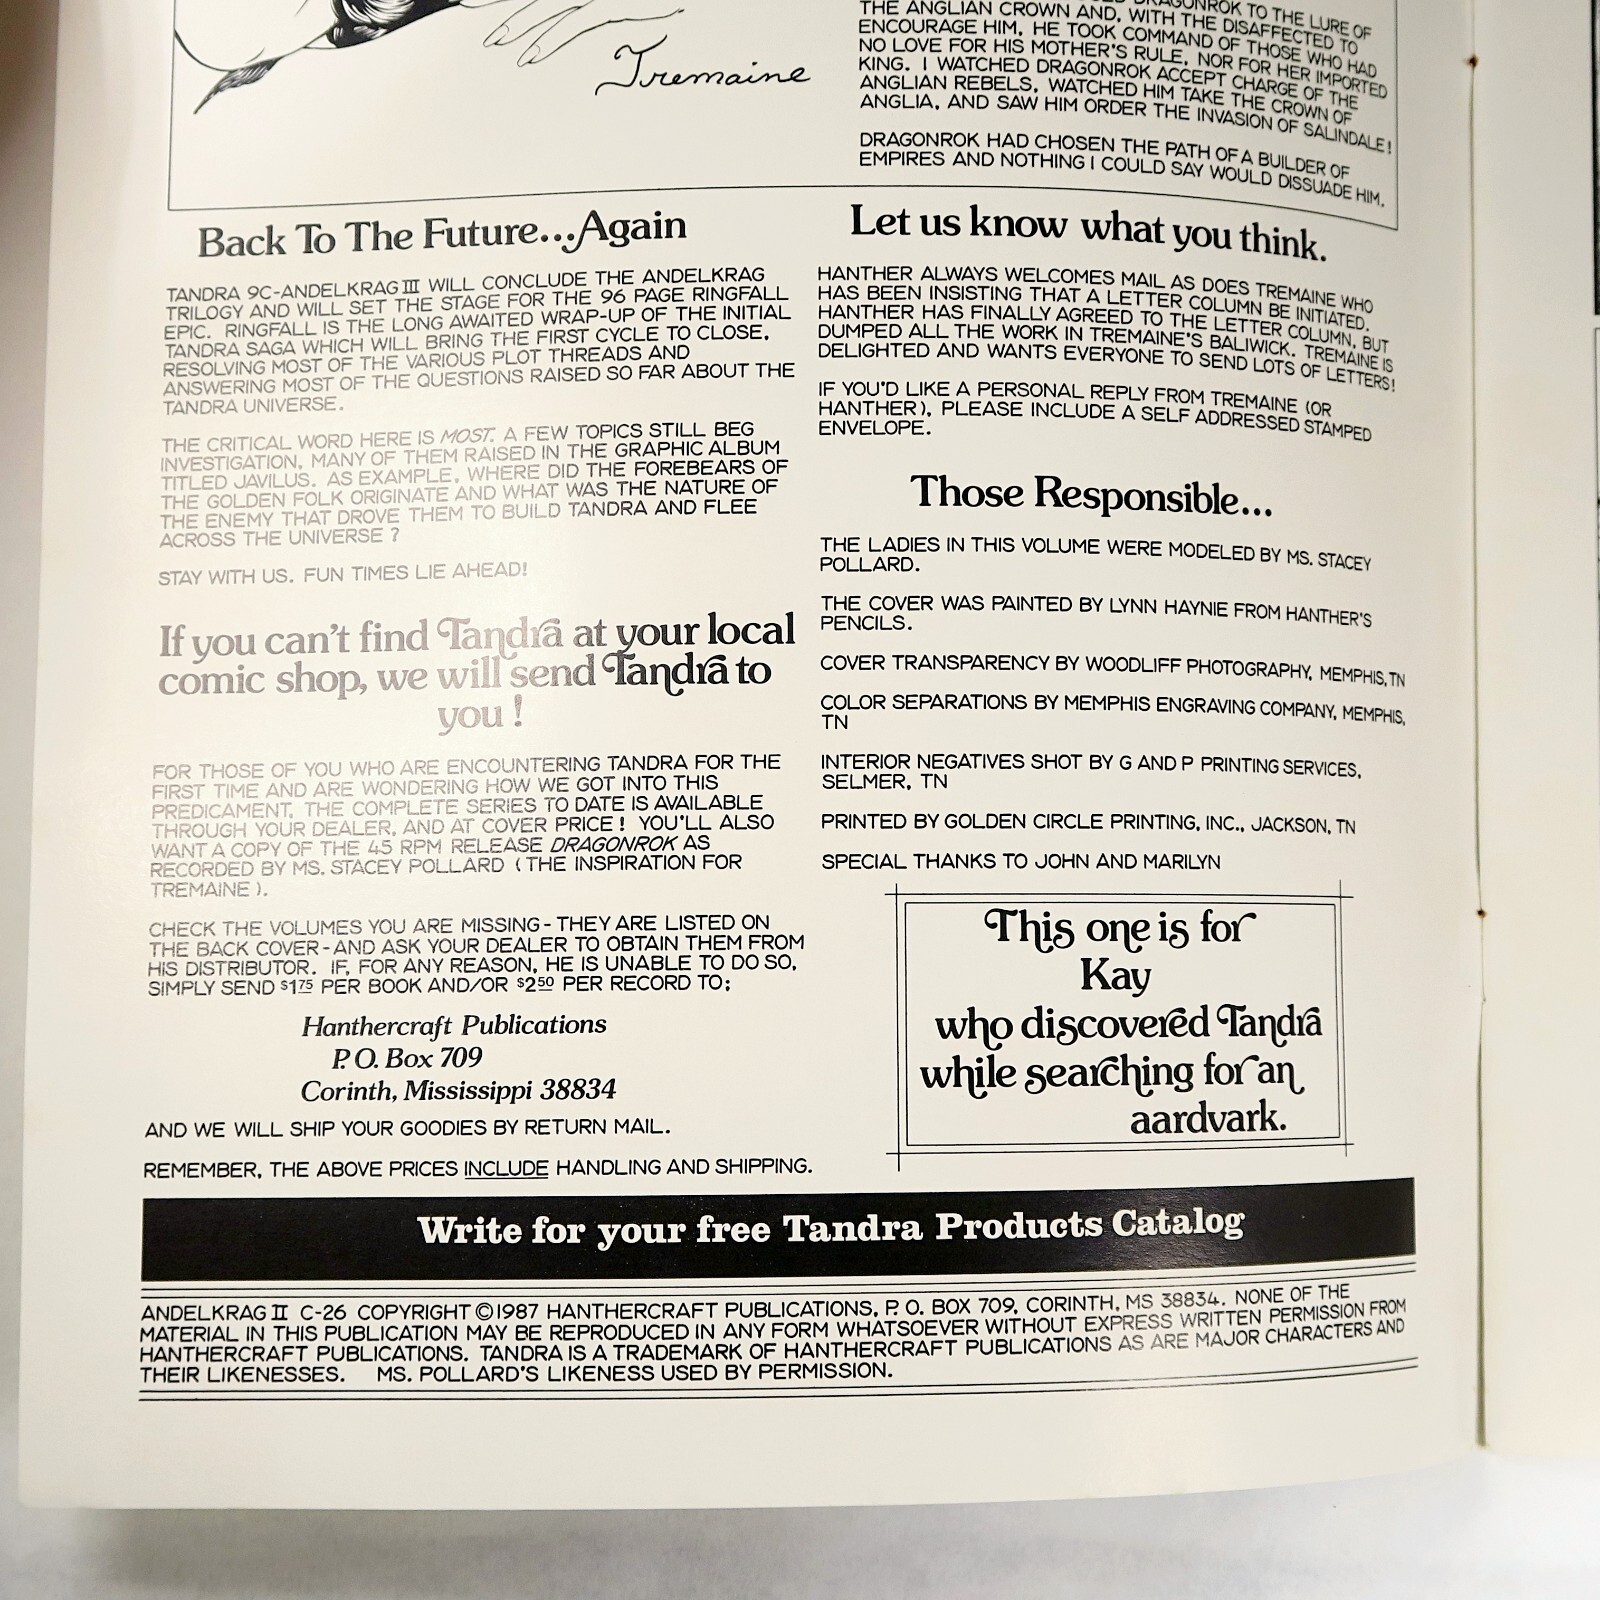 Tremaine
DRAGONROK TO THE LURE OF
THE ANGLIAN CROWN AND, WITH THE DISAFFECTED TO
ENCOURAGE HIM, HE TOOK COMMAND OF THOSE WHO HAD
NO LOVE FOR HIS MOTHER'S RULE, NOR FOR HER IMPORTED
KING. I WATCHED DRAGONROK ACCEPT CHARGE OF THE
ANGLIAN REBELS, WATCHED HIM TAKE THE CROWN OF
ANGLIA, AND SAW HIM ORDER THE INVASION OF SALINDALE!
DRAGONROK HAD CHOSEN THE PATH OF A BUILDER OF
EMPIRES AND NOTHING I COULD SAY WOULD DISSUADE HIM.
Back To The Future...Again
TANDRA 9C-ANDELKRAG III WILL CONCLUDE THE ANDELKRAG
TRILOGY AND WILL SET THE STAGE FOR THE 96 PAGE RINGFALL
EPIC. RINGFALL IS THE LONG AWAITED WRAP-UP OF THE INITIAL
TANDRA SAGA WHICH WILL BRING THE FIRST CYCLE TO CLOSE,
RESOLVING MOST OF THE VARIOUS PLOT THREADS AND
ANSWERING MOST OF THE QUESTIONS RAISED SO FAR ABOUT THE
TANDRA UNIVERSE.
THE CRITICAL WORD HERE IS MOST. A FEW TOPICS STILL BEG
INVESTIGATION, MANY OF THEM RAISED IN THE GRAPHIC ALBUM
TITLED JAVILUS. AS EXAMPLE, WHERE DID THE FOREBEARS OF
THE GOLDEN FOLK ORIGINATE AND WHAT WAS THE NATURE OF
THE ENEMY THAT DROVE THEM TO BUILD TANDRA AND FLEE
ACROSS THE UNIVERSE ?
STAY WITH US. FUN TIMES LIE AHEAD!
If you can't find Tandra at your local
comic shop, we will send Tandra to
you !
FOR THOSE OF YOU WHO ARE ENCOUNTERING TANDRA FOR THE
FIRST TIME AND ARE WONDERING HOW WE GOT INTO THIS
PREDICAMENT, THE COMPLETE SERIES TO DATE IS AVAILABLE
THROUGH YOUR DEALER, AND AT COVER PRICE ! YOU'LL ALSO
WANT A COPY OF THE 45 RPM RELEASE DRAGONROK AS
RECORDED BY MS. STACEY POLLARD ( THE INSPIRATION FOR
TREMAINE ).
CHECK THE VOLUMES YOU ARE MISSING - THEY ARE LISTED ON
THE BACK COVER - AND ASK YOUR DEALER TO OBTAIN THEM FROM
HIS DISTRIBUTOR. IF, FOR ANY REASON, HE IS UNABLE TO DO SO,
SIMPLY SEND $1.75 PER BOOK AND/OR $2.50 PER RECORD TO:
Hanthercraft Publications
P.O. Box 709
Corinth, Mississippi 38834
AND WE WILL SHIP YOUR GOODIES BY RETURN MAIL.
REMEMBER, THE ABOVE PRICES INCLUDE HANDLING AND SHIPPING.
Let us know what you think.
HANTHER ALWAYS WELCOMES MAIL AS DOES TREMAINE WHO
HAS BEEN INSISTING THAT A LETTER COLUMN BE INITIATED.
HANTHER HAS FINALLY AGREED TO THE LETTER COLUMN, BUT
DUMPED ALL THE WORK IN TREMAINE'S BALIWICK. TREMAINE IS
DELIGHTED AND WANTS EVERYONE TO SEND LOTS OF LETTERS!
IF YOU'D LIKE A PERSONAL REPLY FROM TREMAINE (OR
HANTHER), PLEASE INCLUDE A SELF ADDRESSED STAMPED
ENVELOPE.
Those Responsible...
THE LADIES IN THIS VOLUME WERE MODELED BY MS. STACEY
POLLARD.
THE COVER WAS PAINTED BY LYNN HAYNIE FROM HANTHER'S
PENCILS.
COVER TRANSPARENCY BY WOODLIFF PHOTOGRAPHY, MEMPHIS, TN
COLOR SEPARATIONS BY MEMPHIS ENGRAVING COMPANY, MEMPHIS,
TN
INTERIOR NEGATIVES SHOT BY G AND P PRINTING SERVICES,
SELMER, TN
PRINTED BY GOLDEN CIRCLE PRINTING, INC., JACKSON, TN
SPECIAL THANKS TO JOHN AND MARILYN
This one is for
Kay
who discovered Tandra
while searching for an
aardvark.
Write for your free Tandra Products Catalog
ANDELKRAG II C-26 COPYRIGHT ©1987 HANTHERCRAFT PUBLICATIONS, P. O. BOX 709, CORINTH, MS 38834. NONE OF THE
MATERIAL IN THIS PUBLICATION MAY BE REPRODUCED IN ANY FORM WHATSOEVER WITHOUT EXPRESS WRITTEN PERMISSION FROM
HANTHERCRAFT PUBLICATIONS. TANDRA IS A TRADEMARK OF HANTHERCRAFT PUBLICATIONS AS ARE MAJOR CHARACTERS AND
THEIR LIKENESSES. MS. POLLARD'S LIKENESS USED BY PERMISSION.